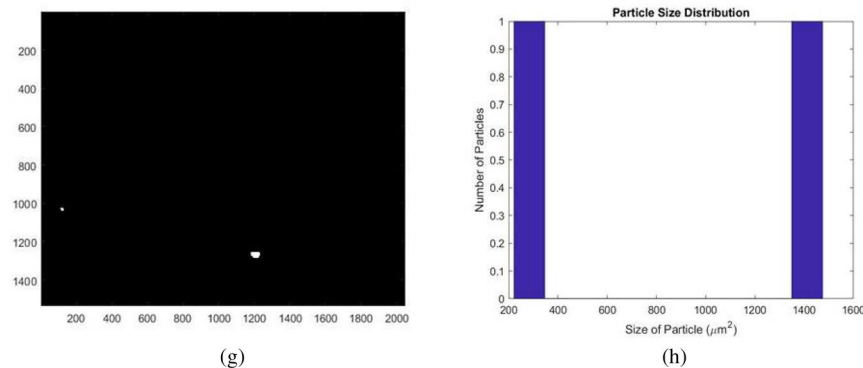 200
400
600
800
1000
1200
1400
200 400 600 800 1000 1200 1400 1600 1800 2000
(g)
Particle Size Distribution
Number of Particles
1
0.9
0.8
0.7
0.6
0.5
0.4
0.3
0.2
0.1
0
200 400 600 800 1000 1200 1400 1600
Size of Particle (μm²)
(h)